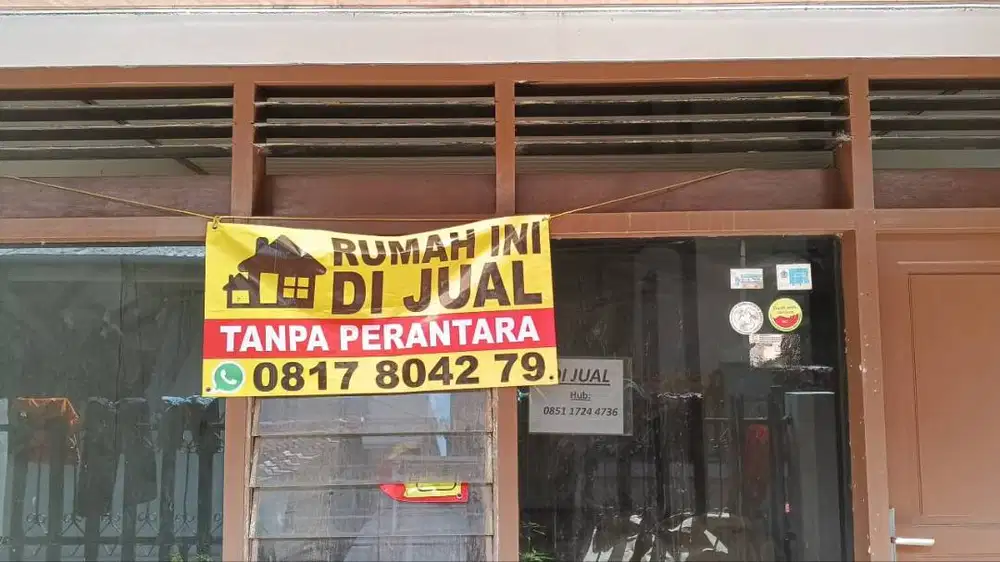 RUMAH INI
DI JUAL
TANPA PERANTARA
0817 8042 79
DI JUAL
Hub:
0851 1724 4736